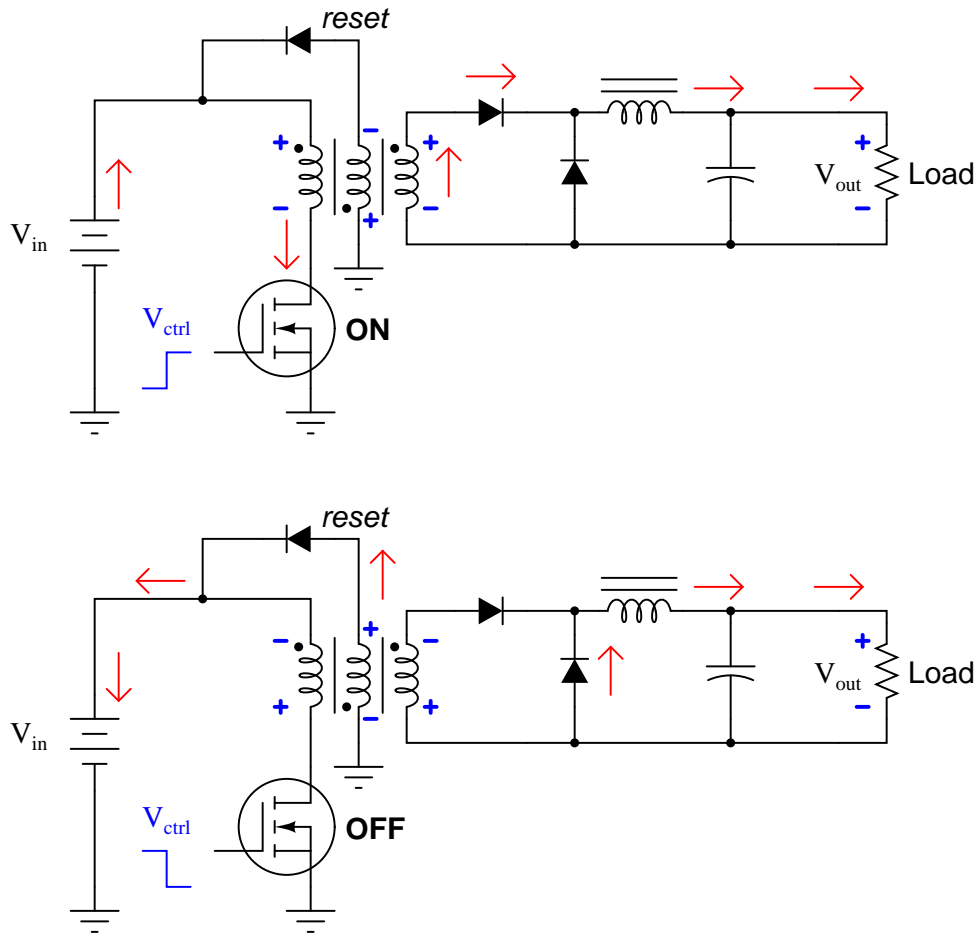 reset
+
-
-
+
+
-
V_in
V_out
+
-
Load
V_ctrl
ON
reset
-
+
+
-
-
+
V_in
V_out
+
-
Load
V_ctrl
OFF